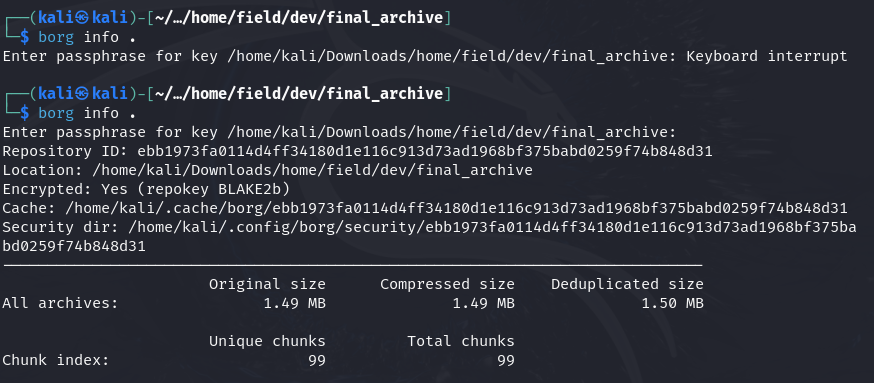 ┌──(kali㉿kali)-[~/…/home/field/dev/final_archive]
└─$ borg info .
Enter passphrase for key /home/kali/Downloads/home/field/dev/final_archive: Keyboard interrupt
┌──(kali㉿kali)-[~/…/home/field/dev/final_archive]
└─$ borg info .
Enter passphrase for key /home/kali/Downloads/home/field/dev/final_archive:
Repository ID: ebb1973fa0114d4ff34180d1e116c913d73ad1968bf375babd0259f74b848d31
Location: /home/kali/Downloads/home/field/dev/final_archive
Encrypted: Yes (repokey BLAKE2b)
Cache: /home/kali/.cache/borg/ebb1973fa0114d4ff34180d1e116c913d73ad1968bf375babd0259f74b848d31
Security dir: /home/kali/.config/borg/security/ebb1973fa0114d4ff34180d1e116c913d73ad1968bf375ba
bd0259f74b848d31
Original size Compressed size Deduplicated size
All archives: 1.49 MB 1.49 MB 1.50 MB
Unique chunks Total chunks
Chunk index: 99 99